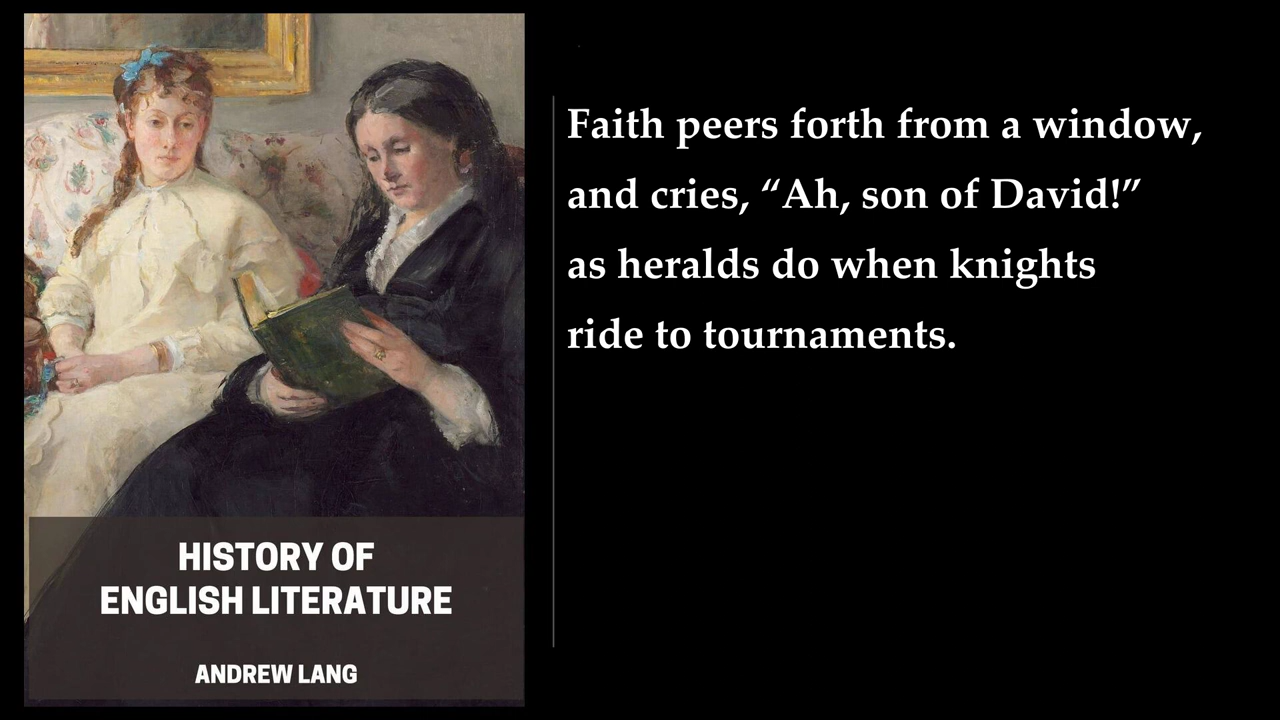 Faith peers forth from a window,
and cries, “Ah, son of David!”
as heralds do when knights
ride to tournaments.
HISTORY OF
ENGLISH LITERATURE
ANDREW LANG